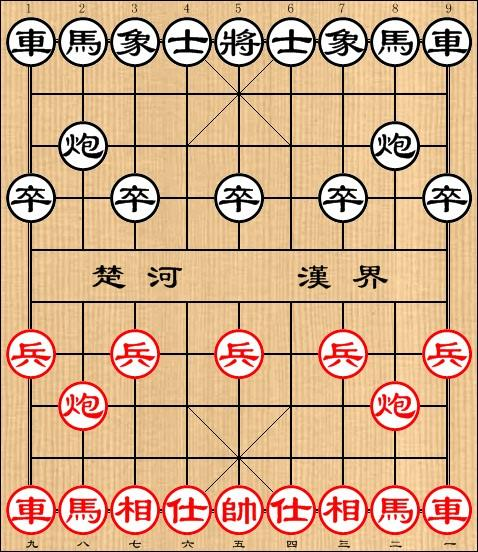 1 2 3 4 5 6 7 8 9
車 馬 象 士 將 士 象 馬 車
炮 炮
卒 卒 卒 卒 卒
楚 河 漢 界
兵 兵 兵 兵 兵
炮 炮
車 馬 相 仕 帥 仕 相 馬 車
九 八 七 六 五 四 三 二 一